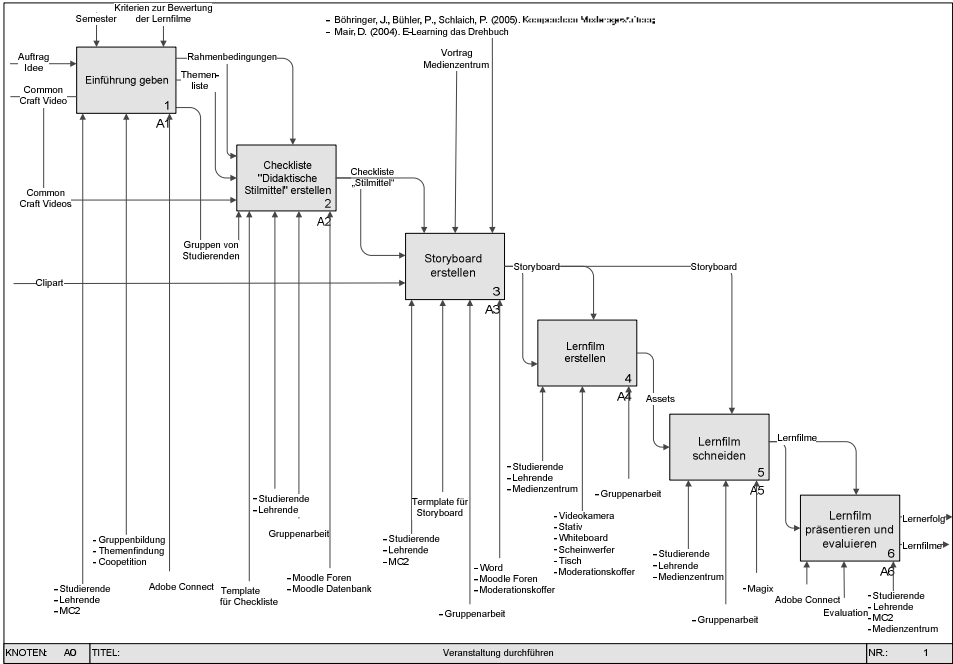 Kriterien zur Bewertung
der Lernfilme
Semester
- Böhringer, J., Bühler, P., Schlaich, P. (2005).
- Mair, D. (2004). E-Learning das Drehbuch
Auftrag
Idee
Rahmenbedingungen
Themen-
liste
Vortrag
Medienzentrum
Common
Craft Video
Einführung geben
1
A1
Checkliste
"Didaktische
Stilmittel" erstellen
2
A2
Checkliste
„Stilmittel"
Common
Craft Videos
Gruppen von
Studierenden
Storyboard
erstellen
3
A3
Clipart
Storyboard
Storyboard
Lernfilm
erstellen
4
A4
Assets
Lernfilm
schneiden
5
A5
Lernfilme
Lernfilm
präsentieren und
evaluieren
6
A6
Lernerfolg
Lernfilme
- Studierende
- Lehrende
- MC2
- Gruppenbildung
- Themenfindung
- Coopetition
Adobe Connect
Template
für Checkliste
- Studierende
- Lehrende
Gruppenarbeit
- Moodle Foren
- Moodle Datenbank
- Studierende
- Lehrende
- MC2
Termplate für
Storyboard
- Gruppenarbeit
- Word
- Moodle Foren
- Moderationskoffer
- Studierende
- Lehrende
- Medienzentrum
- Videokamera
- Stativ
- Whiteboard
- Scheinwerfer
- Tisch
- Moderationskoffer
- Gruppenarbeit
- Studierende
- Lehrende
- Medienzentrum
- Gruppenarbeit
- Magix
Adobe Connect
Evaluation
- Studierende
- Lehrende
- MC2
- Medienzentrum
KNOTEN: A0 TITEL: Veranstaltung durchführen NR.: 1